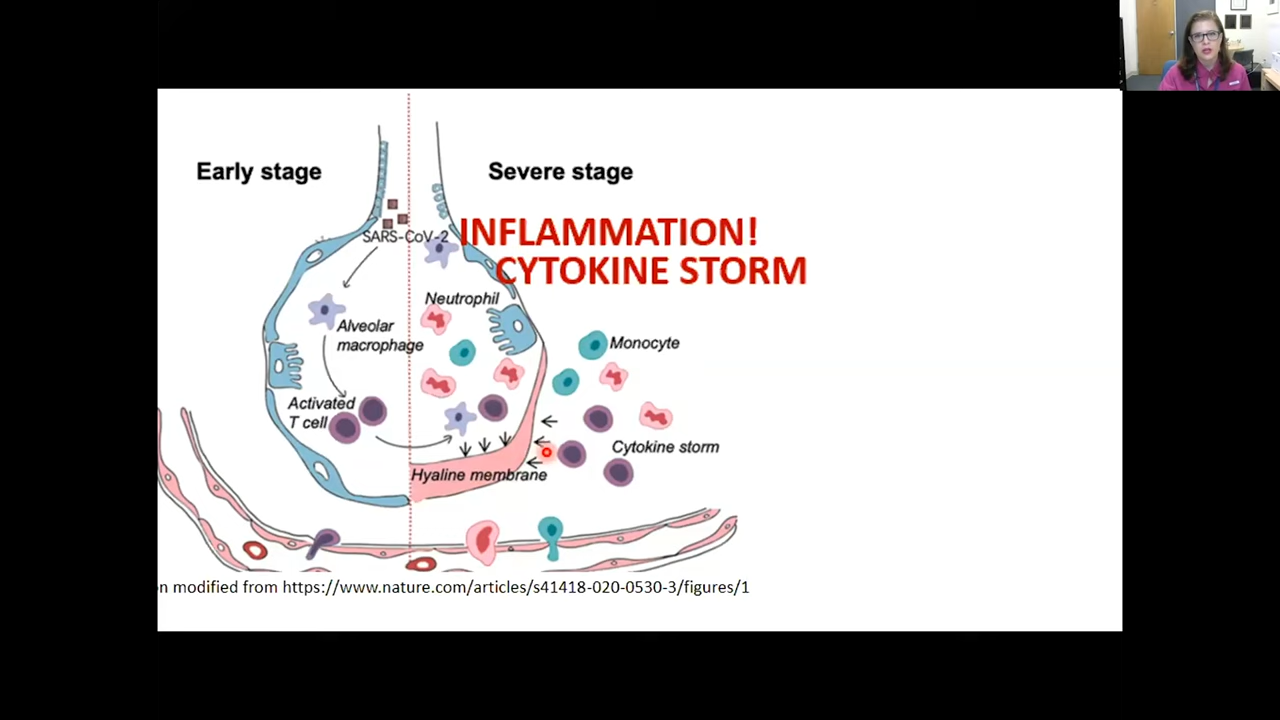 Early stage
Severe stage
INFLAMMATION!
SARS-CoV-2
CYTOKINE STORM
Neutrophil
Alveolar
macrophage
Monocyte
Activated
T cell
Cytokine storm
Hyaline membrane
n modified from https://www.nature.com/articles/s41418-020-0530-3/figures/1